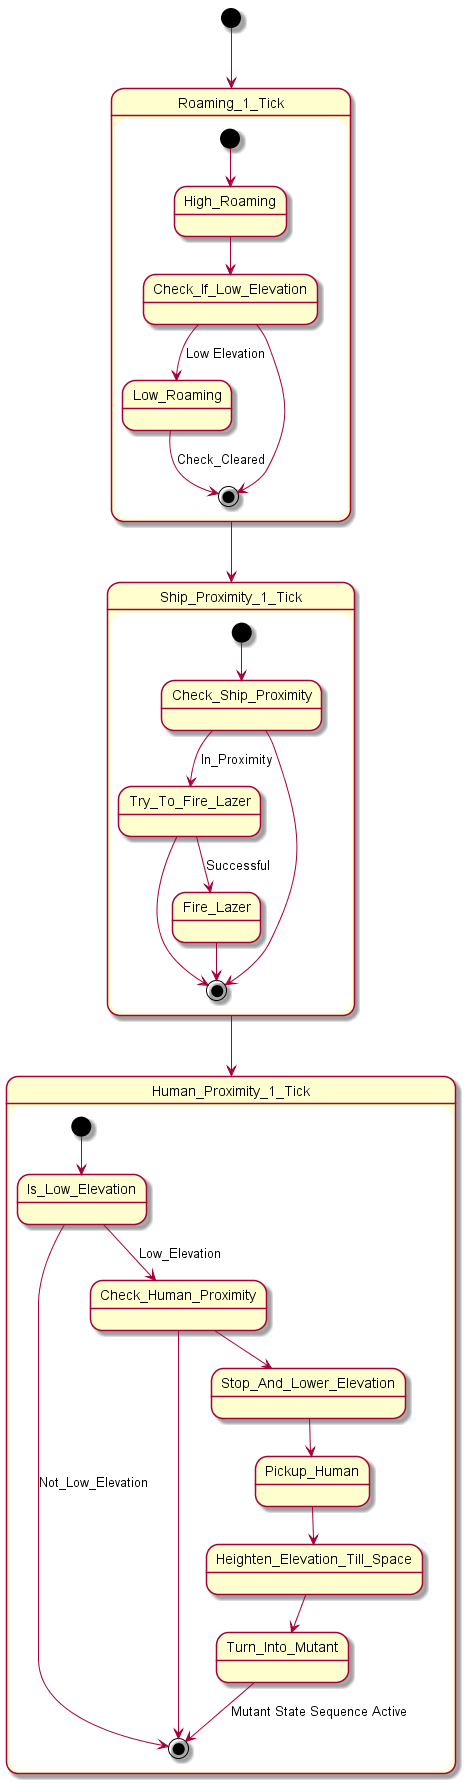 Roaming_1_Tick
High_Roaming
Check_If_Low_Elevation
Low Elevation
Low_Roaming
Check_Cleared
Ship_Proximity_1_Tick
Check_Ship_Proximity
In_Proximity
Try_To_Fire_Lazer
Successful
Fire_Lazer
Human_Proximity_1_Tick
Is_Low_Elevation
Low_Elevation
Check_Human_Proximity
Stop_And_Lower_Elevation
Pickup_Human
Not_Low_Elevation
Heighten_Elevation_Till_Space
Turn_Into_Mutant
Mutant State Sequence Active